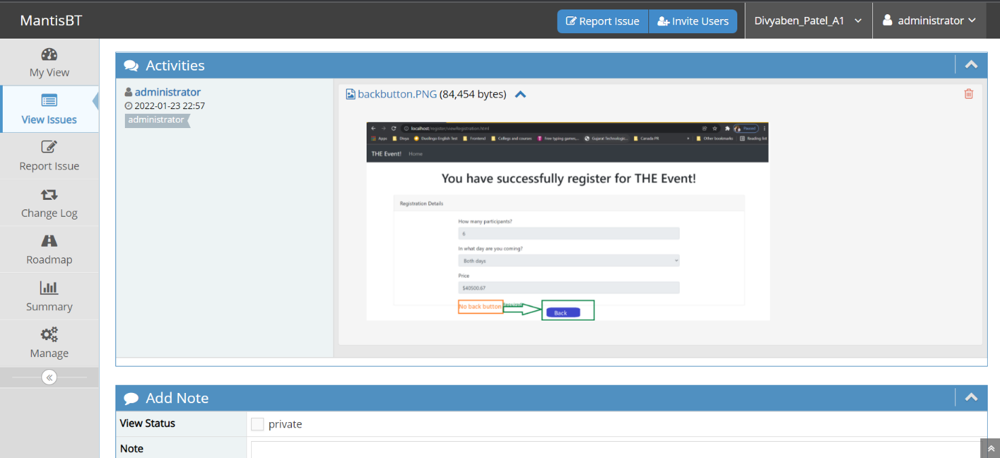 MantisBT
Report Issue
Invite Users
Divyaben_Patel_A1
administrator
My View
View Issues
Report Issue
Change Log
Roadmap
Summary
Manage
Activities
administrator
2022-01-23 22:57
administrator
backbutton.PNG (84,454 bytes)
localhost/register/viewRegistration.html
Paused
Apps Divya Duolingo English Test Frontend Collegs and courses Free typing games,... Gujarat Technologic... Canada PR » Other bookmarks Reading list
THE Event! Home
You have successfully register for THE Event!
Registration Details
How many participants?
6
In what day are you coming?
Both days
Price
$40500.67
No back button
Required
Back
Add Note
View Status
private
Note